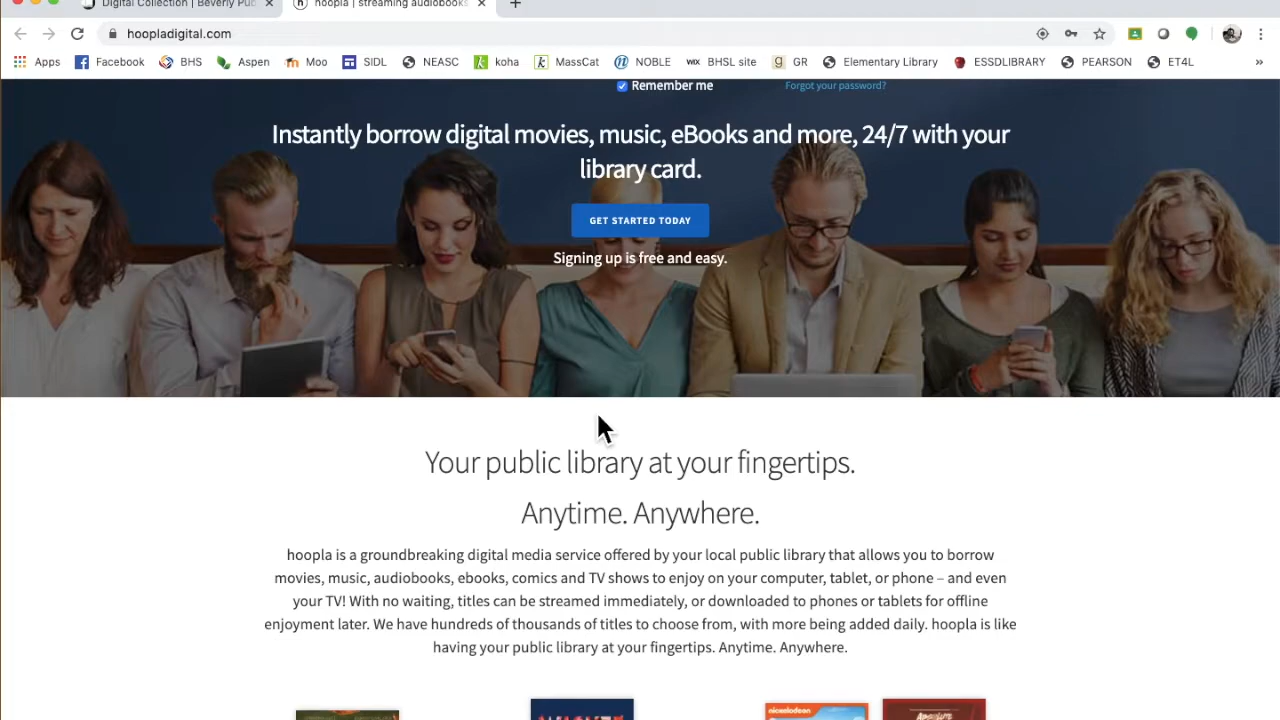 Digital Collection | Beverly Pub
hoopla | streaming audiobooks
hoopladigital.com
Apps Facebook BHS Aspen Moo SIDL NEASC koha MassCat NOBLE WIX BHSL site g GR Elementary Library ESSDLIBRARY PEARSON ET4L »
Remember me Forgot your password?
Instantly borrow digital movies, music, eBooks and more, 24/7 with your
library card.
GET STARTED TODAY
Signing up is free and easy.
Your public library at your fingertips.
Anytime. Anywhere.
hoopla is a groundbreaking digital media service offered by your local public library that allows you to borrow
movies, music, audiobooks, ebooks, comics and TV shows to enjoy on your computer, tablet, or phone – and even
your TV! With no waiting, titles can be streamed immediately, or downloaded to phones or tablets for offline
enjoyment later. We have hundreds of thousands of titles to choose from, with more being added daily. hoopla is like
having your public library at your fingertips. Anytime. Anywhere.
nickelodeon